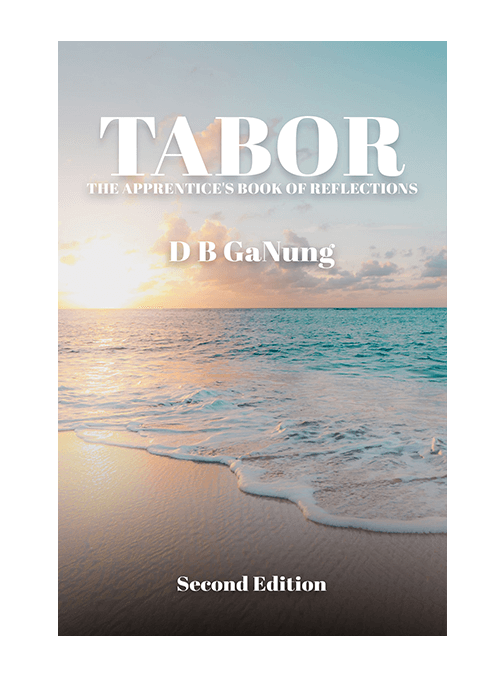 TABOR
THE APPRENTICE'S BOOK OF REFLECTIONS
D B GaNung
Second Edition